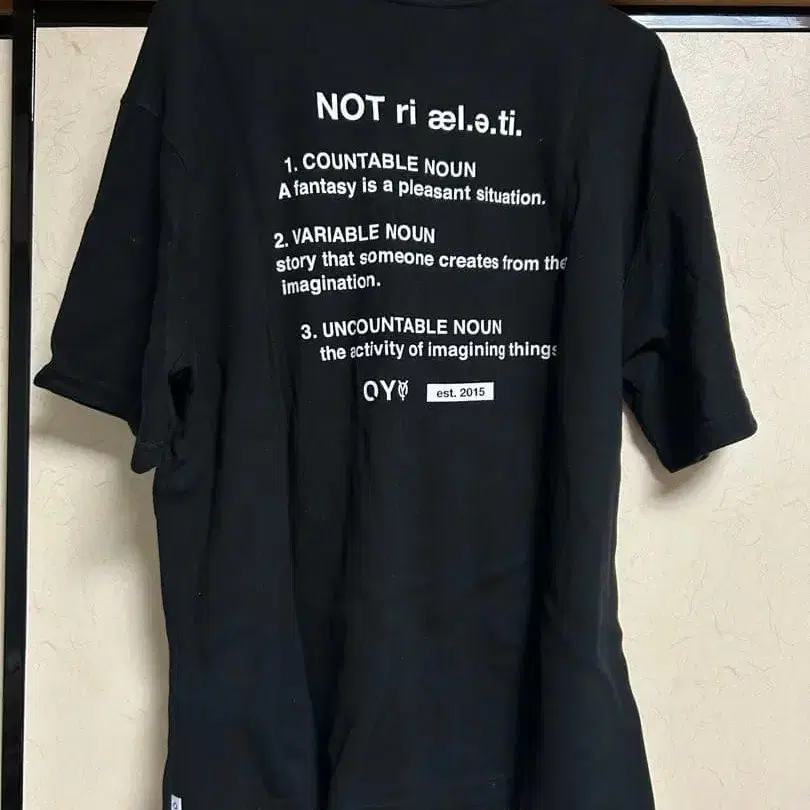 NOT ri æl.ə.ti.
1. COUNTABLE NOUN
A fantasy is a pleasant situation.
2. VARIABLE NOUN
story that someone creates from the
imagination.
3. UNCOUNTABLE NOUN
the activity of imagining things
OY
est. 2015